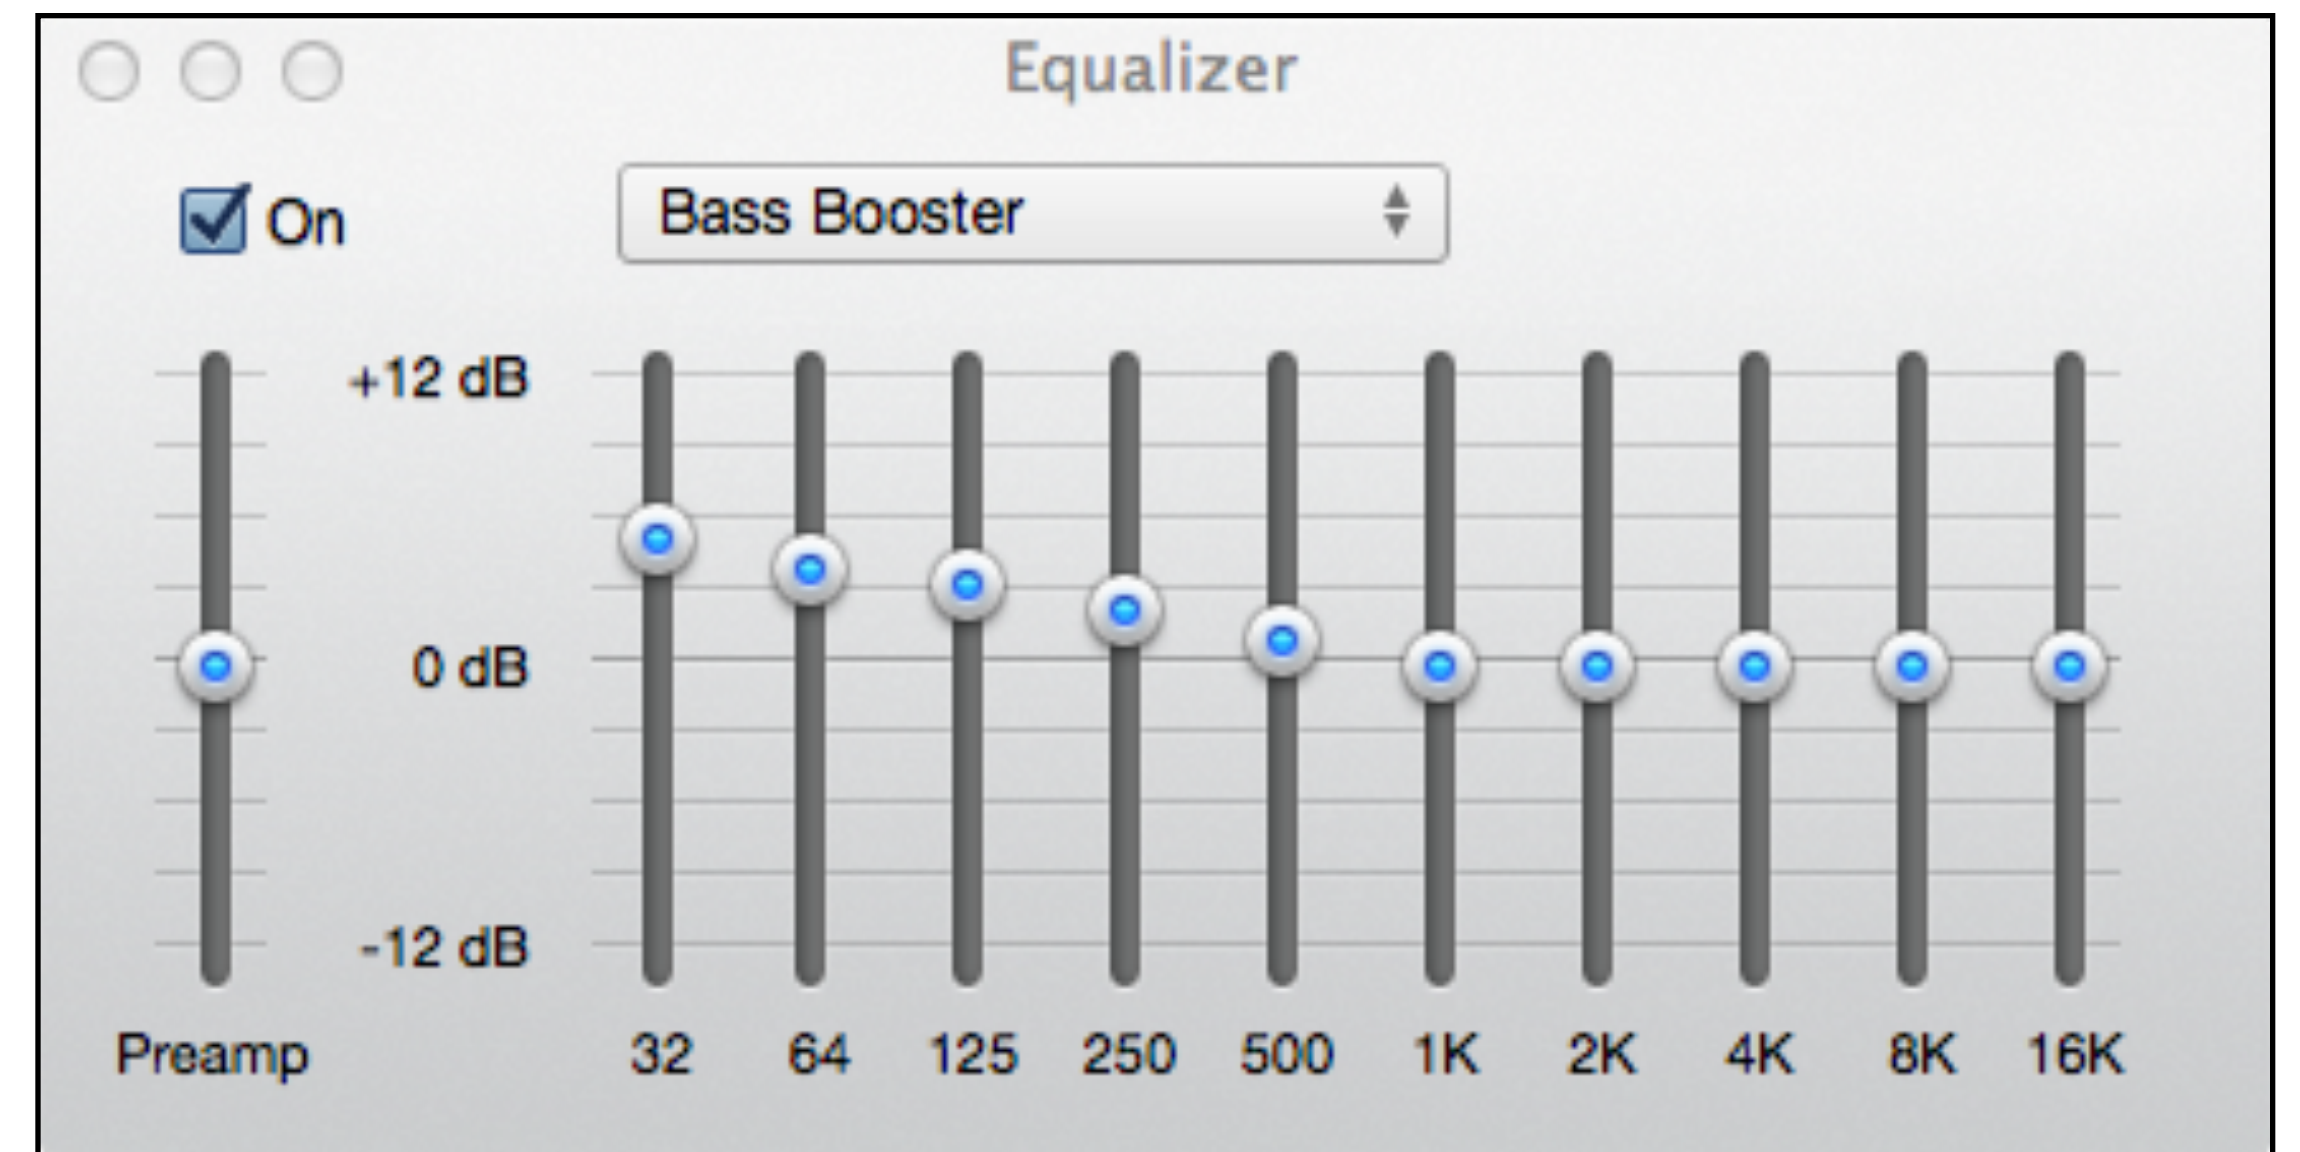 Equalizer
On
Bass Booster
+12 dB
0 dB
-12 dB
Preamp 32 64 125 250 500 1K 2K 4K 8K 16K